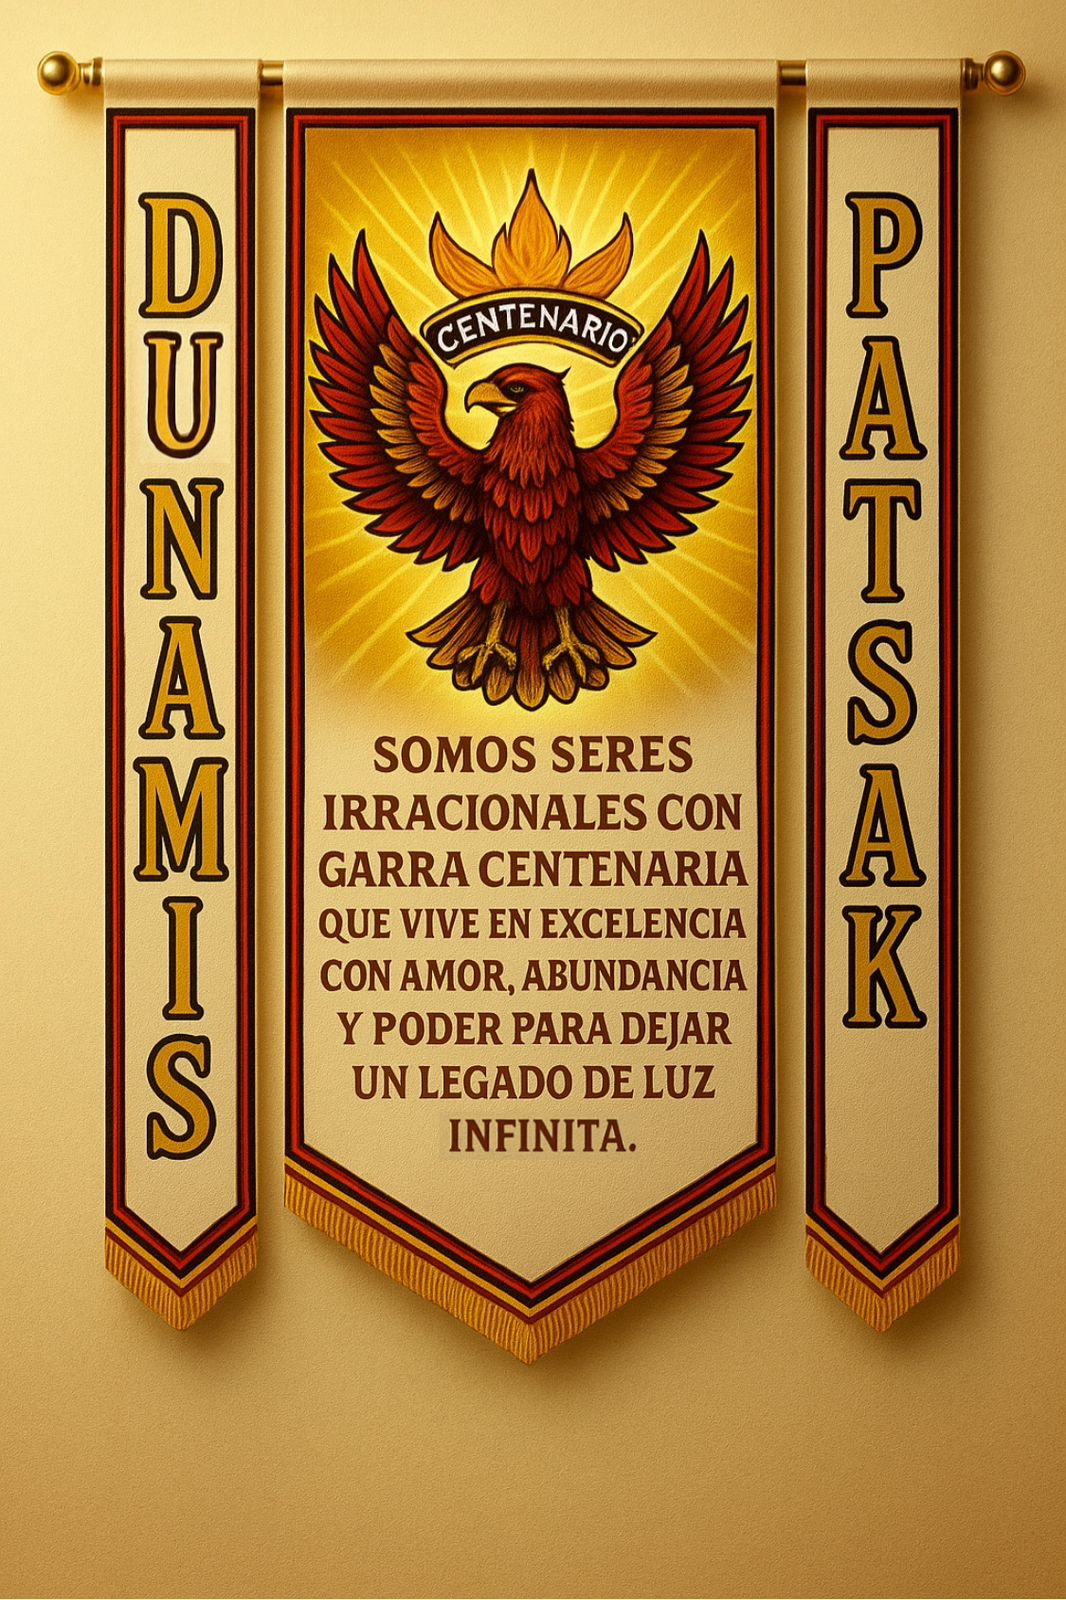 DUNAMIS
CENTENARIO
SOMOS SERES
IRRACIONALES CON
GARRA CENTENARIA
QUE VIVE EN EXCELENCIA
CON AMOR, ABUNDANCIA
Y PODER PARA DEJAR
UN LEGADO DE LUZ
INFINITA.
PATSAK